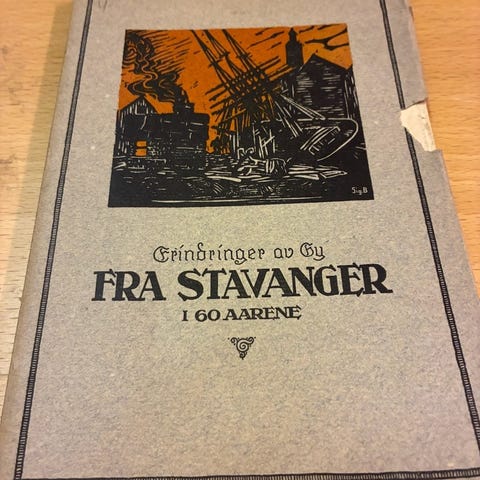 Sig.B
Erindringer av Gy
FRA STAVANGER
I 60 AARENE